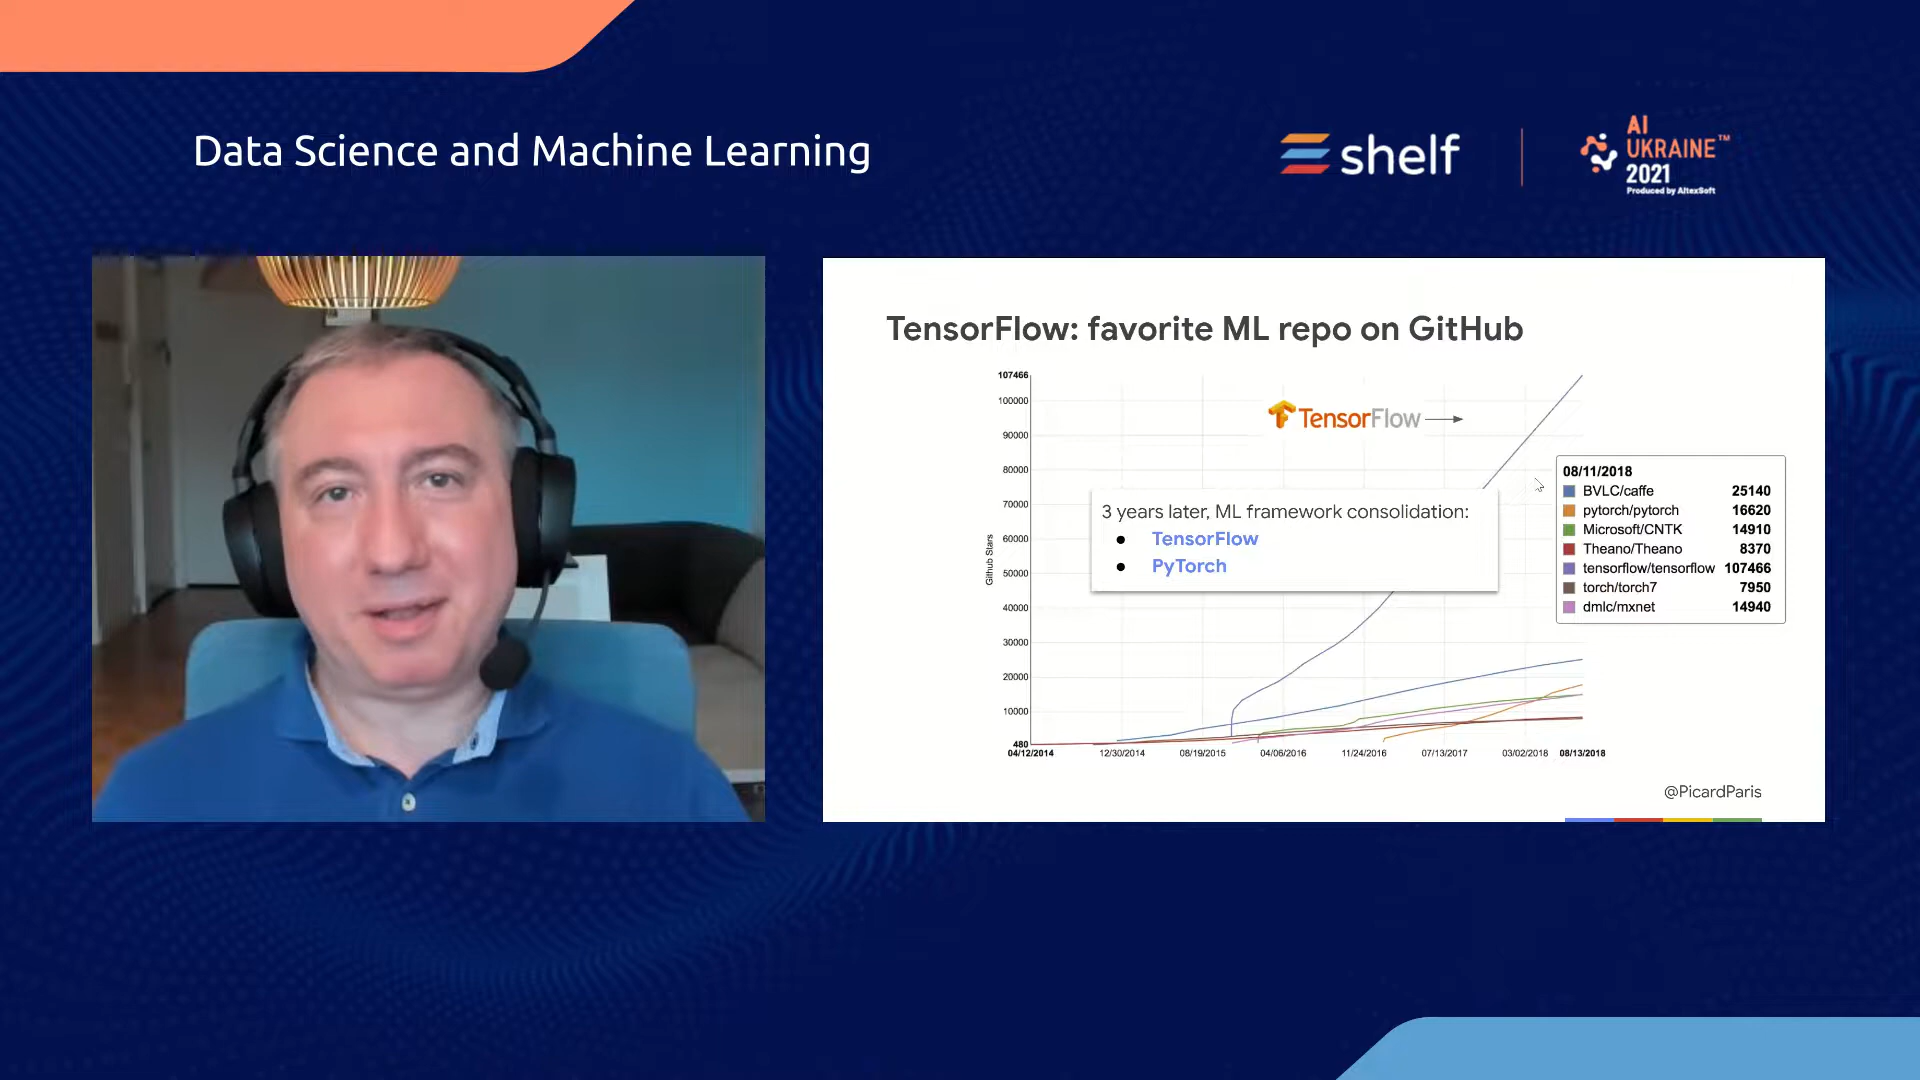 Data Science and Machine Learning
shelf
AI
UKRAINE™
2021
Produced by AltexSoft
TensorFlow: favorite ML repo on GitHub
107466
100000
90000
80000
70000
60000
50000
40000
30000
20000
10000
480
Github Stars
04/12/2014
12/30/2014
08/19/2015
04/06/2016
11/24/2016
07/13/2017
03/02/2018
08/13/2018
TensorFlow
3 years later, ML framework consolidation:
● TensorFlow
● PyTorch
08/11/2018
BVLC/caffe 25140
pytorch/pytorch 16620
Microsoft/CNTK 14910
Theano/Theano 8370
tensorflow/tensorflow 107466
torch/torch7 7950
dmlc/mxnet 14940
@PicardParis